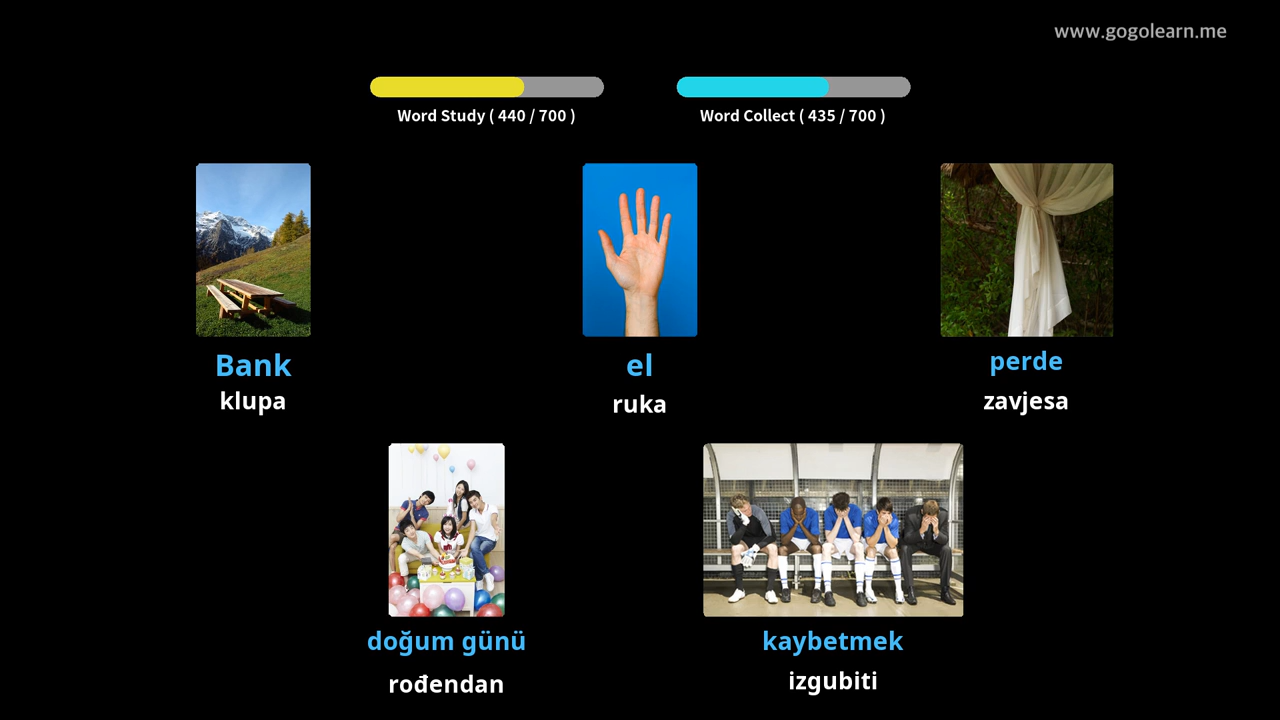 www.gogolearn.me
Word Study ( 440 / 700 )
Word Collect ( 435 / 700 )
Bank
klupa
el
ruka
perde
zavjesa
doğum günü
rođendan
kaybetmek
izgubiti